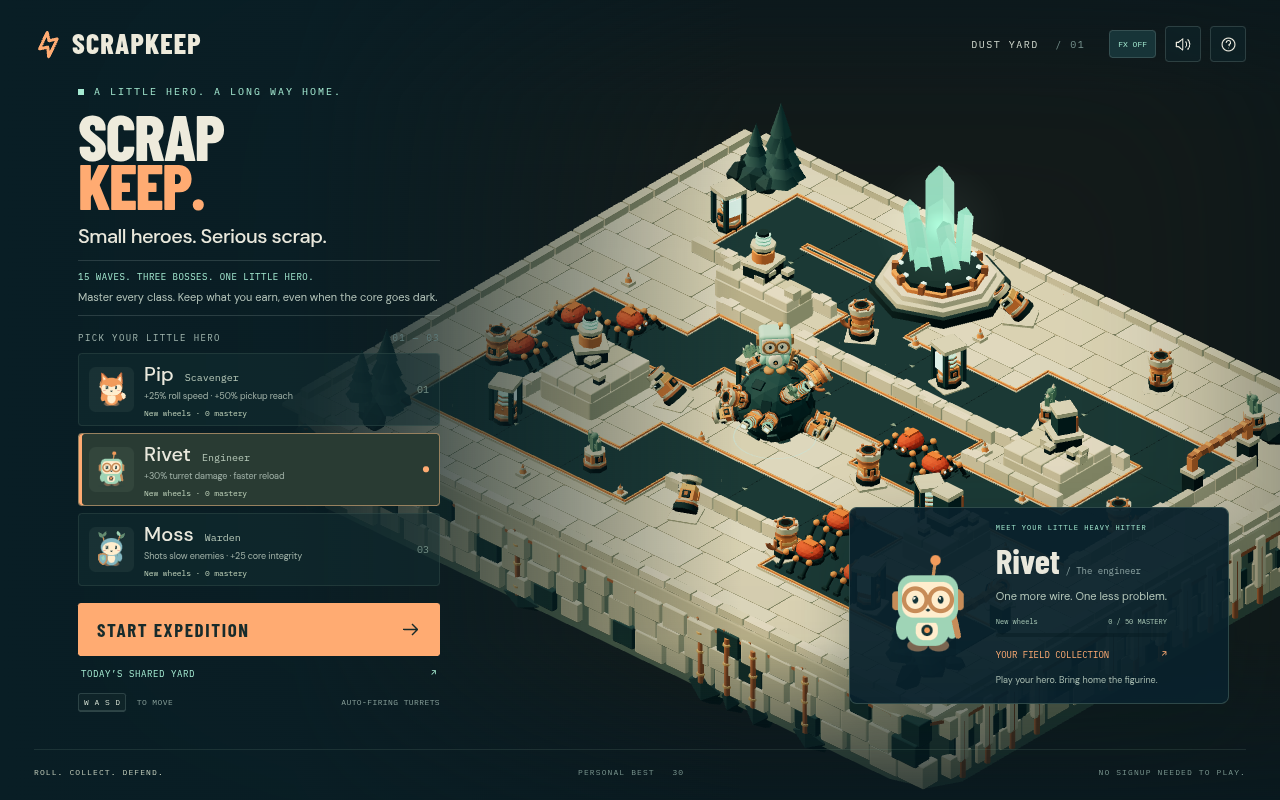 SCRAPKEEP
DUST YARD / 01
FX OFF
A LITTLE HERO. A LONG WAY HOME.
SCRAP
KEEP.
Small heroes. Serious scrap.
15 WAVES. THREE BOSSES. ONE LITTLE HERO.
Master every class. Keep what you earn, even when the core goes dark.
PICK YOUR LITTLE HERO
01 — 03
Pip Scavenger
+25% roll speed · +50% pickup reach
New wheels · 0 mastery
01
Rivet Engineer
+30% turret damage · faster reload
New wheels · 0 mastery
Moss Warden
Shots slow enemies · +25 core integrity
New wheels · 0 mastery
03
START EXPEDITION →
TODAY'S SHARED YARD ↗
W A S D TO MOVE
AUTO-FIRING TURRETS
MEET YOUR LITTLE HEAVY HITTER
Rivet / The engineer
One more wire. One less problem.
New wheels 0 / 50 MASTERY
YOUR FIELD COLLECTION ↗
Play your hero. Bring home the figurine.
ROLL. COLLECT. DEFEND.
PERSONAL BEST 30
NO SIGNUP NEEDED TO PLAY.